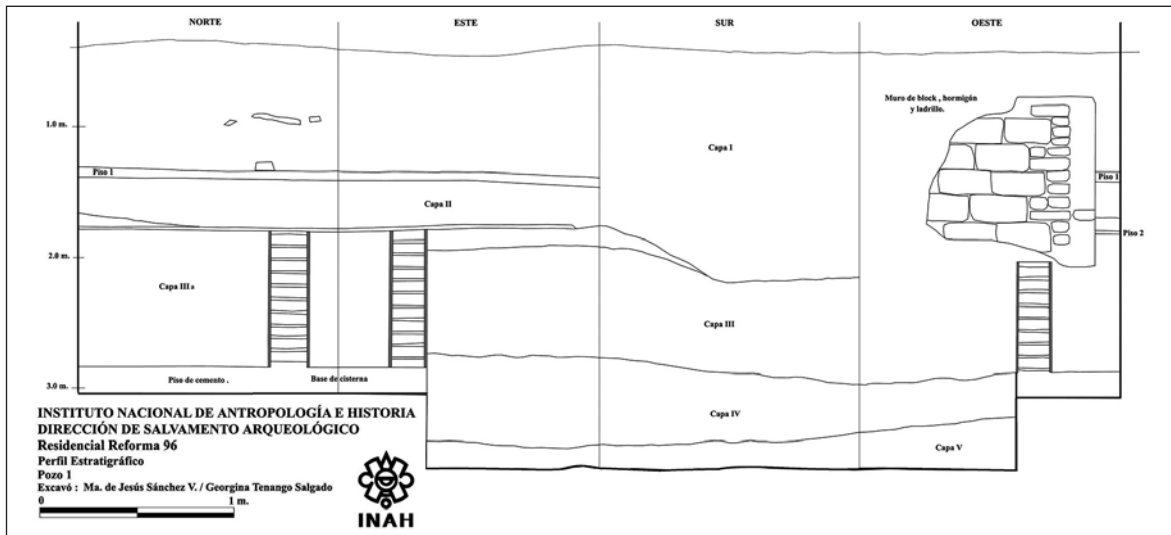 NORTE
ESTE
SUR
OESTE
Muro de block , hormigón
y ladrillo.
1.0 m.
Capa I
Piso 1
Piso 1
Capa II
Piso 2
2.0 m.
Capa III a
Capa III
Piso de cemento .
Base de cisterna
3.0 m.
Capa IV
Capa V
INSTITUTO NACIONAL DE ANTROPOLOGÍA E HISTORIA
DIRECCIÓN DE SALVAMENTO ARQUEOLÓGICO
Residencial Reforma 96
Perfil Estratigráfico
Pozo 1
Excavó : Ma. de Jesús Sánchez V. / Georgina Tenango Salgado
0
1 m.
INAH